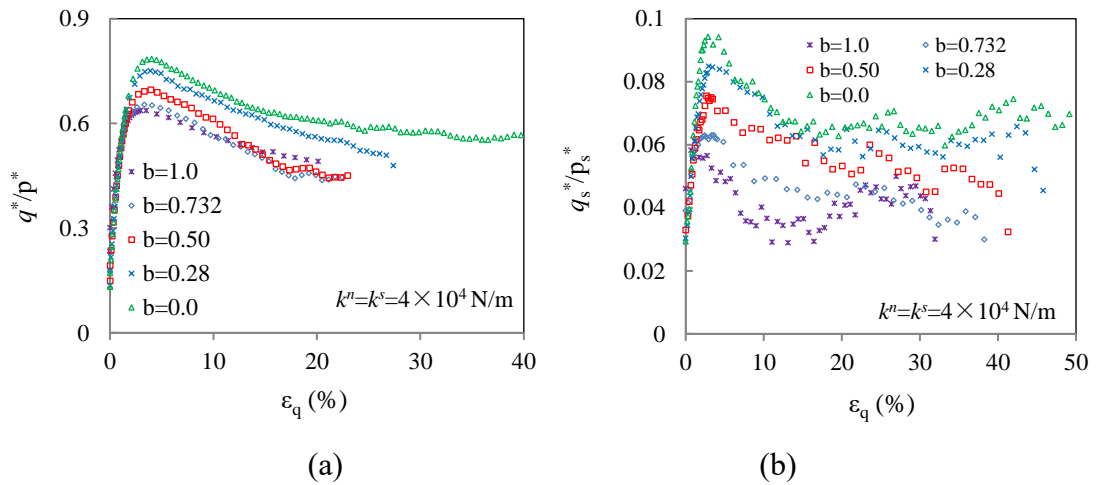 0.9
0.6
0.3
0
q*/p*
b=1.0
b=0.732
b=0.50
b=0.28
b=0.0
kⁿ=kˢ=4×10⁴ N/m
0 10 20 30 40
εq (%)
(a)
0.1
0.08
0.06
0.04
0.02
0
qs*/ps*
b=1.0 b=0.732
b=0.50 b=0.28
b=0.0
kⁿ=kˢ=4×10⁴ N/m
0 10 20 30 40 50
εq (%)
(b)